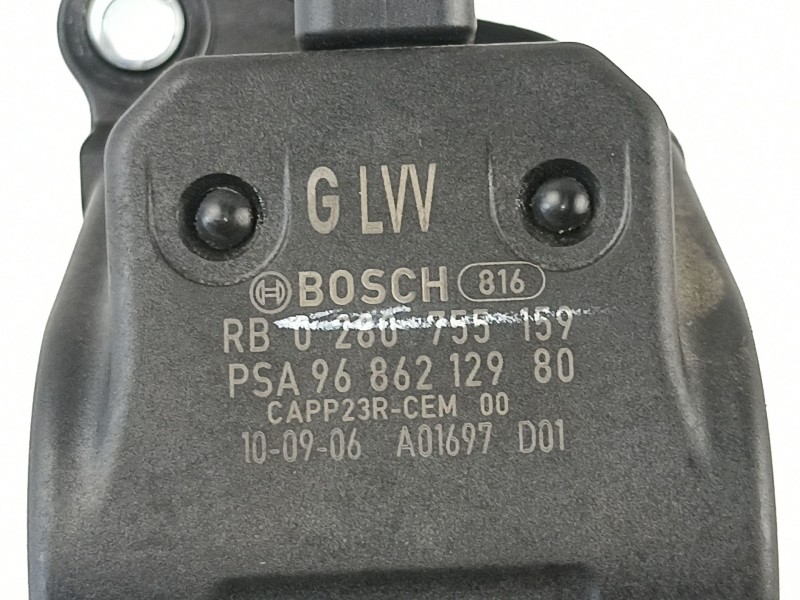 G LVV
BOSCH 816
RB 0 280 755 159
PSA 96 862 129 80
CAPP23R-CEM 00
10-09-06 A01697 D01